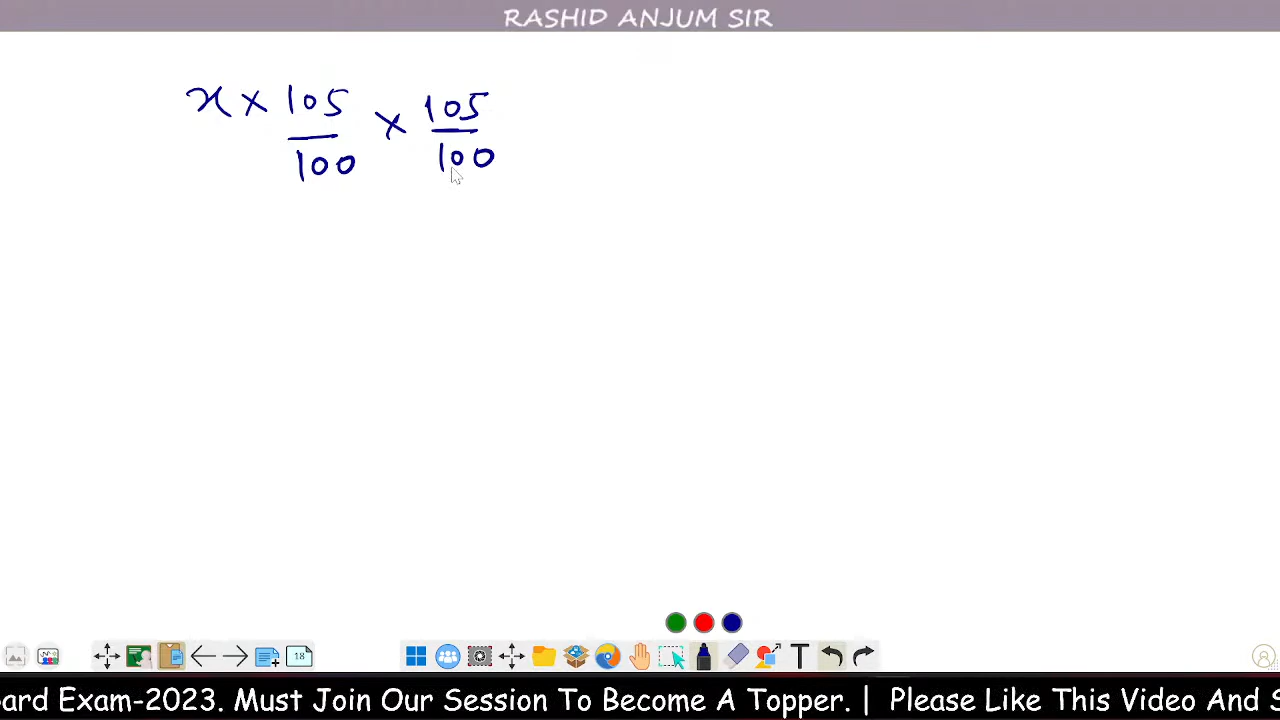 RASHID ANJUM SIR
x × 105/100 × 105/100
18
ard Exam-2023. Must Join Our Session To Become A Topper. | Please Like This Video And S